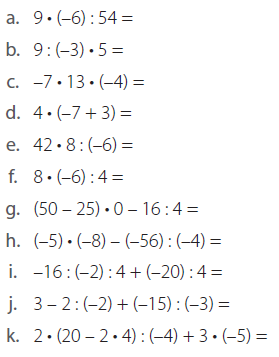 a. 9 • (–6) : 54 =
b. 9 : (–3) • 5 =
c. –7 • 13 • (–4) =
d. 4 • (–7 + 3) =
e. 42 • 8 : (–6) =
f. 8 • (–6) : 4 =
g. (50 – 25) • 0 – 16 : 4 =
h. (–5) • (–8) – (–56) : (–4) =
i. –16 : (–2) : 4 + (–20) : 4 =
j. 3 – 2 : (–2) + (–15) : (–3) =
k. 2 • (20 – 2 • 4) : (–4) + 3 • (–5) =